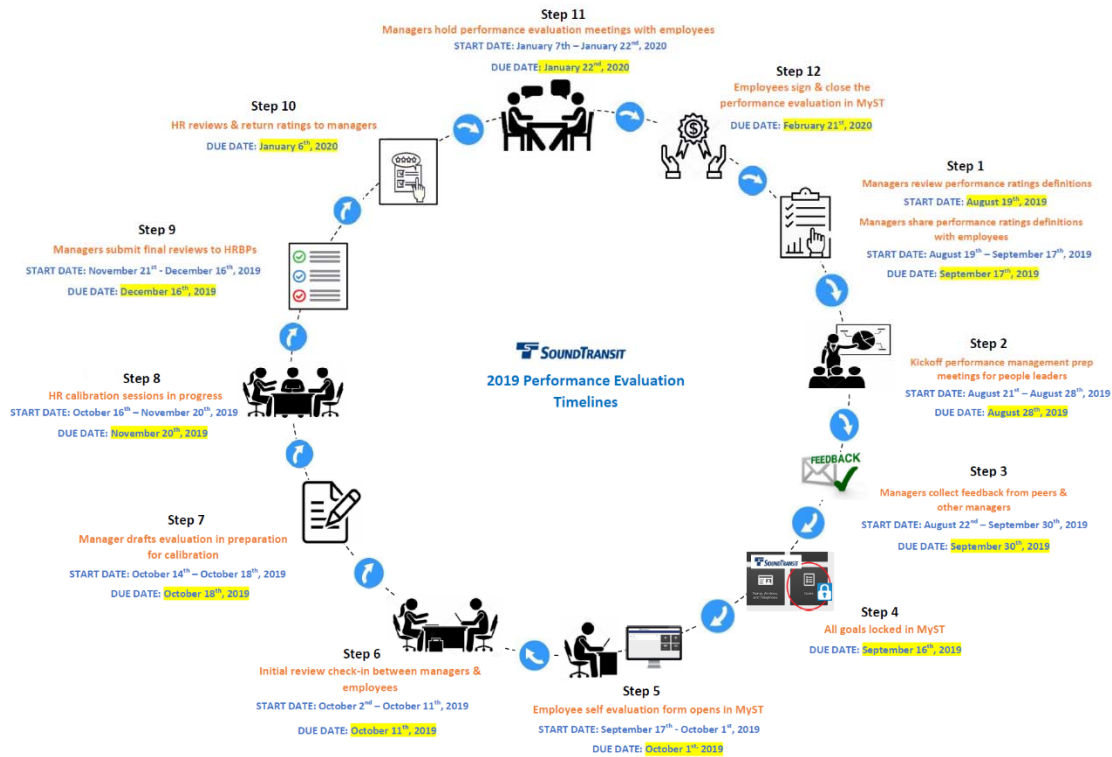 Step 11
Managers hold performance evaluation meetings with employees
START DATE: January 7th – January 22nd, 2020
DUE DATE: January 22nd, 2020
Step 12
Employees sign & close the
performance evaluation in MyST
DUE DATE: February 21st, 2020
Step 1
Managers review performance ratings definitions
START DATE: August 19th, 2019
Managers share performance ratings definitions
with employees
START DATE: August 19th – September 17th, 2019
DUE DATE: September 17th, 2019
Step 2
Kickoff performance management prep
meetings for people leaders
START DATE: August 21st – August 28th, 2019
DUE DATE: August 28th, 2019
FEEDBACK
Step 3
Managers collect feedback from peers &
other managers
START DATE: August 22nd – September 30th, 2019
DUE DATE: September 30th, 2019
SOUNDTRANSIT
Step 4
All goals locked in MyST
DUE DATE: September 16th, 2019
Step 5
Employee self evaluation form opens in MyST
START DATE: September 17th - October 1st, 2019
DUE DATE: October 1st, 2019
Step 6
Initial review check-in between managers &
employees
START DATE: October 2nd – October 11th, 2019
DUE DATE: October 11th, 2019
Step 7
Manager drafts evaluation in preparation
for calibration
START DATE: October 14th – October 18th, 2019
DUE DATE: October 18th, 2019
Step 8
HR calibration sessions in progress
START DATE: October 16th – November 20th, 2019
DUE DATE: November 20th, 2019
Step 9
Managers submit final reviews to HRBPs
START DATE: November 21st - December 16th, 2019
DUE DATE: December 16th, 2019
Step 10
HR reviews & return ratings to managers
DUE DATE: January 6th, 2020
SOUNDTRANSIT
2019 Performance Evaluation
Timelines